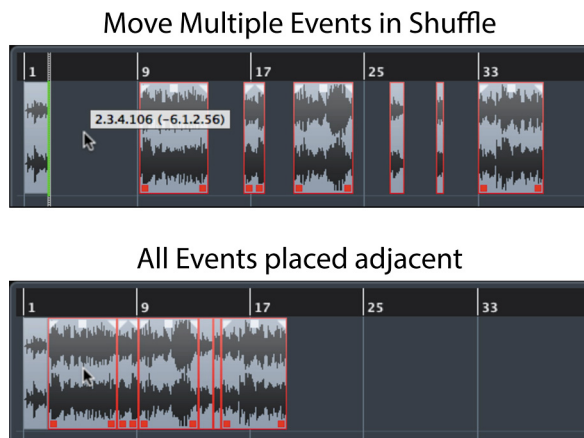 Move Multiple Events in Shuffle
1 9 17 25 33
2.3.4.106 (-6.1.2.56)
All Events placed adjacent
1 9 17 25 33